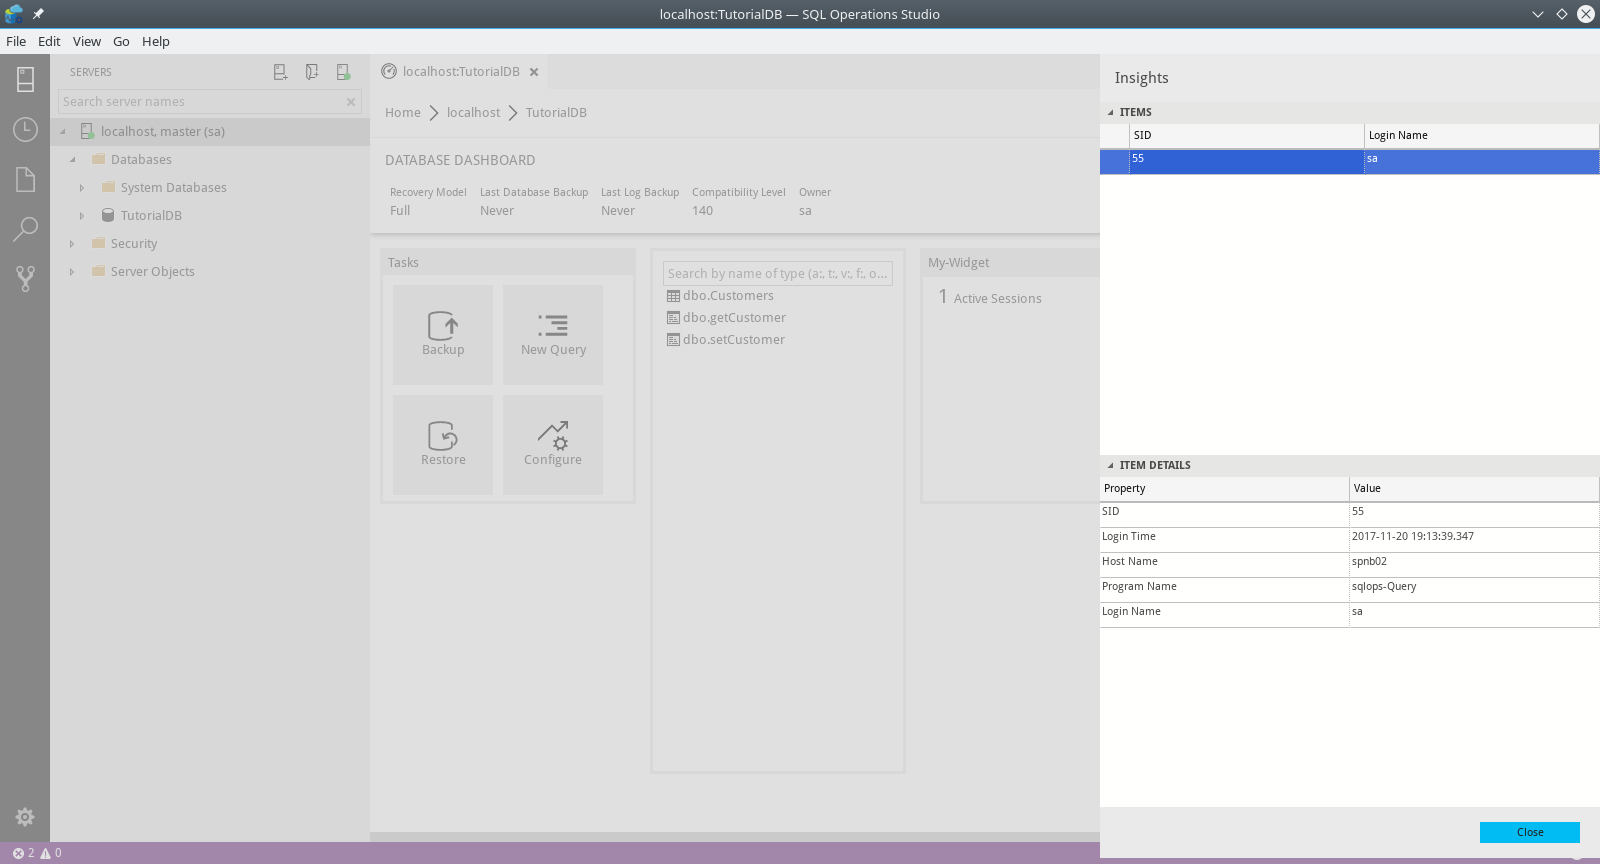 localhost:TutorialDB — SQL Operations Studio
File Edit View Go Help
SERVERS
Search server names
localhost, master (sa)
Databases
System Databases
TutorialDB
Security
Server Objects
localhost:TutorialDB
Home localhost TutorialDB
DATABASE DASHBOARD
Recovery Model Last Database Backup Last Log Backup Compatibility Level Owner
Full Never Never 140 sa
Tasks
Backup
New Query
Restore
Configure
Search by name of type (a:, t:, v:, f:, o...
dbo.Customers
dbo.getCustomer
dbo.setCustomer
My-Widget
1 Active Sessions
Insights
ITEMS
SID Login Name
55 sa
ITEM DETAILS
Property Value
SID 55
Login Time 2017-11-20 19:13:39.347
Host Name spnb02
Program Name sqlops-Query
Login Name sa
Close
2 0